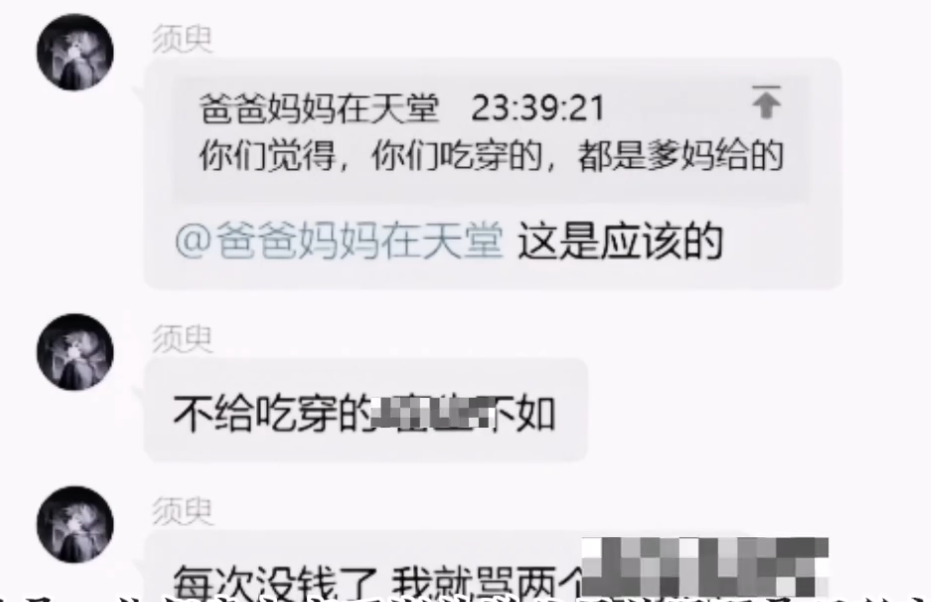 须臾
爸爸妈妈在天堂 23:39:21
你们觉得，你们吃穿的，都是爹妈给的
@爸爸妈妈在天堂 这是应该的
须臾
不给吃穿的 不如
须臾
每次没钱了 我就骂两个